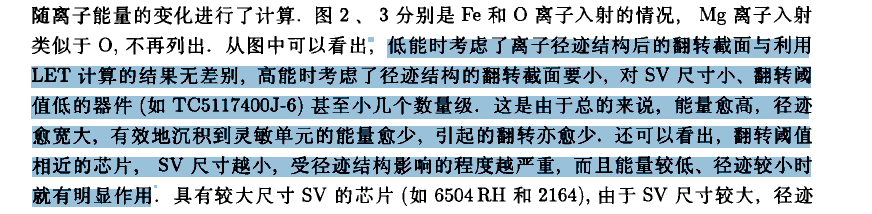 随离子能量的变化进行了计算. 图 2 、 3 分别是 Fe 和 O 离子入射的情况, Mg 离子入射
类似于 O, 不再列出. 从图中可以看出, 低能时考虑了离子径迹结构后的翻转截面与利用
LET 计算的结果无差别, 高能时考虑了径迹结构的翻转截面要小, 对 SV 尺寸小、翻转阈
值低的器件 (如 TC5117400J-6) 甚至小几个数量级. 这是由于总的来说, 能量愈高, 径迹
愈宽大, 有效地沉积到灵敏单元的能量愈少, 引起的翻转亦愈少. 还可以看出, 翻转阈值
相近的芯片, SV 尺寸越小, 受径迹结构影响的程度越严重, 而且能量较低、径迹较小时
就有明显作用. 具有较大尺寸 SV 的芯片 (如 6504RH 和 2164), 由于 SV 尺寸较大, 径迹